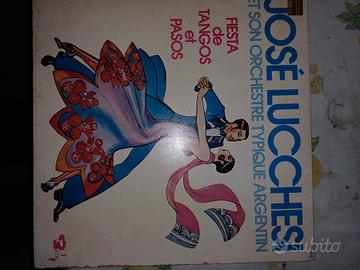 JOSÉ LUCCHES
ET SON ORCHESTRE TYPIQUE ARGENTIN
FIESTA
de
TANGOS
et
PASOS
subito